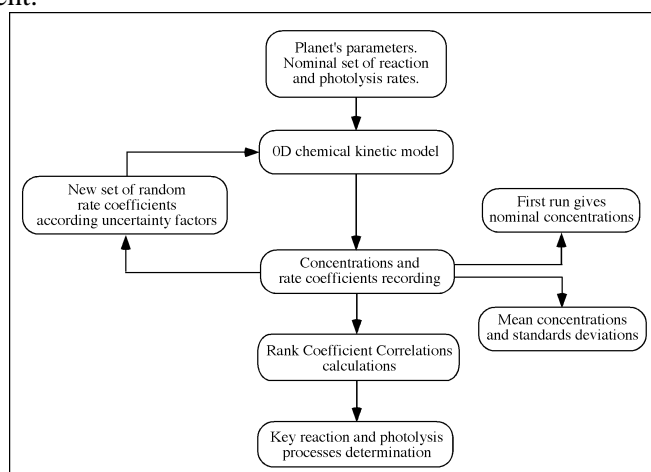 ent.
Planet's parameters.
Nominal set of reaction
and photolysis rates.
0D chemical kinetic model
New set of random
rate coefficients
according uncertainty factors
First run gives
nominal concentrations
Concentrations and
rate coefficients recording
Mean concentrations
and standards deviations
Rank Coefficient Correlations
calculations
Key reaction and photolysis
processes determination